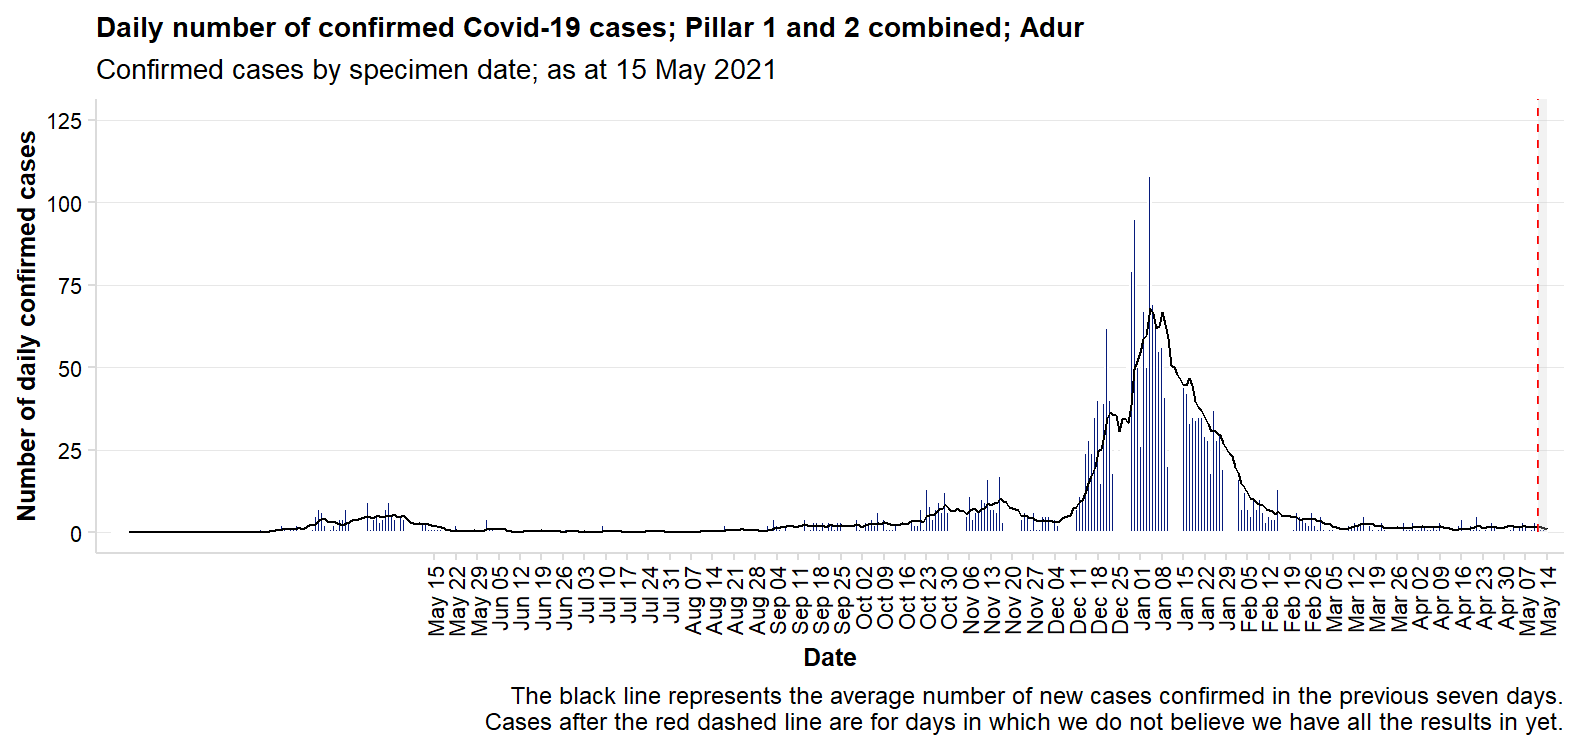 Daily number of confirmed Covid-19 cases; Pillar 1 and 2 combined; Adur
Confirmed cases by specimen date; as at 15 May 2021
Number of daily confirmed cases
125
100
75
50
25
0
May 15
May 22
May 29
Jun 05
Jun 12
Jun 19
Jun 26
Jul 03
Jul 10
Jul 17
Jul 24
Jul 31
Aug 07
Aug 14
Aug 21
Aug 28
Sep 04
Sep 11
Sep 18
Sep 25
Oct 02
Oct 09
Oct 16
Oct 23
Oct 30
Nov 06
Nov 13
Nov 20
Nov 27
Dec 04
Dec 11
Dec 18
Dec 25
Jan 01
Jan 08
Jan 15
Jan 22
Jan 29
Feb 05
Feb 12
Feb 19
Feb 26
Mar 05
Mar 12
Mar 19
Mar 26
Apr 02
Apr 09
Apr 16
Apr 23
Apr 30
May 07
May 14
Date
The black line represents the average number of new cases confirmed in the previous seven days.
Cases after the red dashed line are for days in which we do not believe we have all the results in yet.